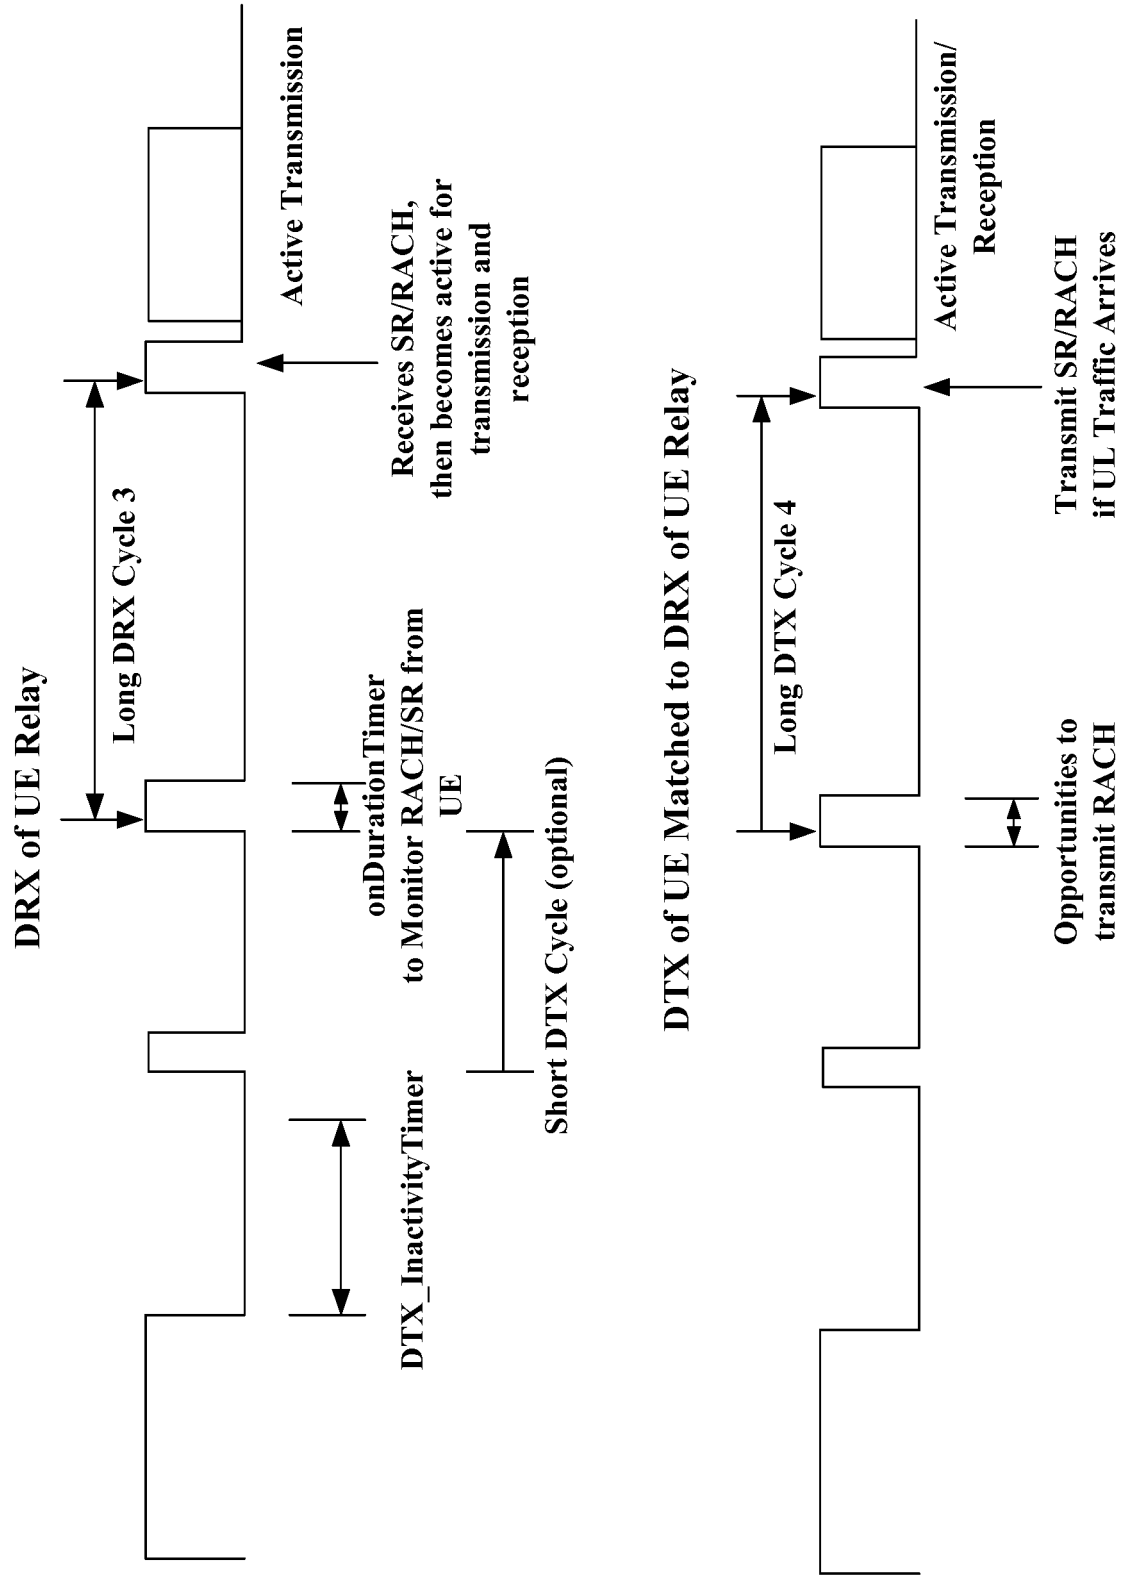 DRX of UE Relay
Long DRX Cycle 3
DTX_InactivityTimer
onDurationTimer
to Monitor RACH/SR from
UE
Short DTX Cycle (optional)
Receives SR/RACH,
then becomes active for
transmission and
reception
Active Transmission
DTX of UE Matched to DRX of UE Relay
Long DTX Cycle 4
Opportunities to
transmit RACH
Transmit SR/RACH
if UL Traffic Arrives
Active Transmission/
Reception